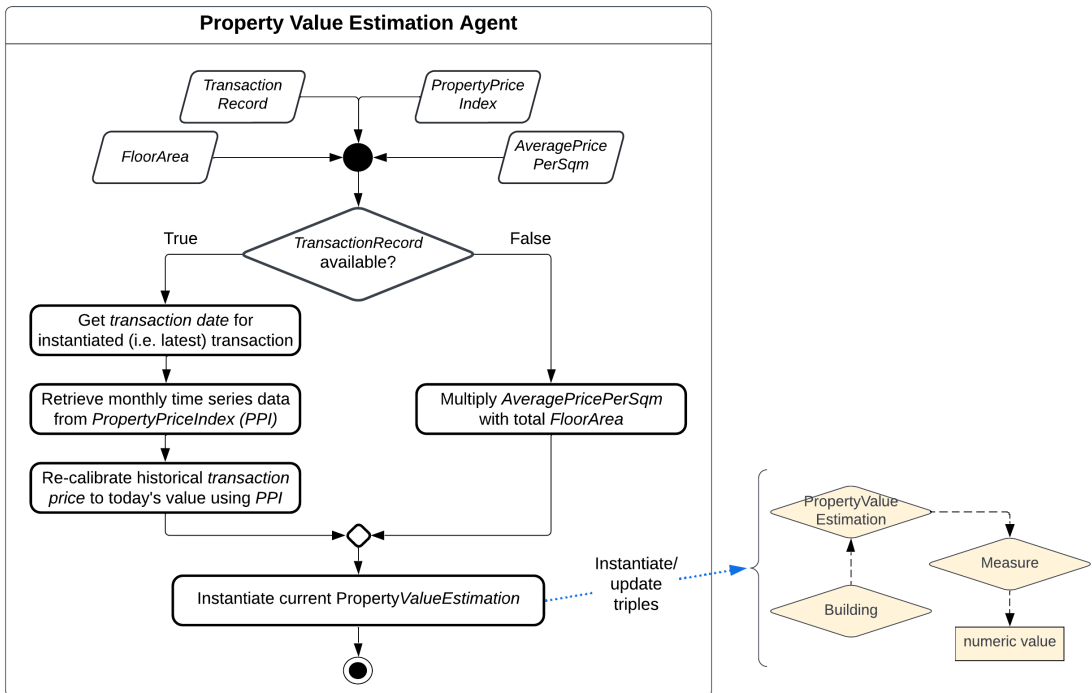 Property Value Estimation Agent
Transaction
Record
PropertyPrice
Index
FloorArea
AveragePrice
PerSqm
True
TransactionRecord
available?
False
Get transaction date for
instantiated (i.e. latest) transaction
Retrieve monthly time series data
from PropertyPriceIndex (PPI)
Multiply AveragePricePerSqm
with total FloorArea
Re-calibrate historical transaction
price to today's value using PPI
Instantiate current PropertyValueEstimation
Instantiate/
update
triples
PropertyValue
Estimation
Measure
Building
numeric value